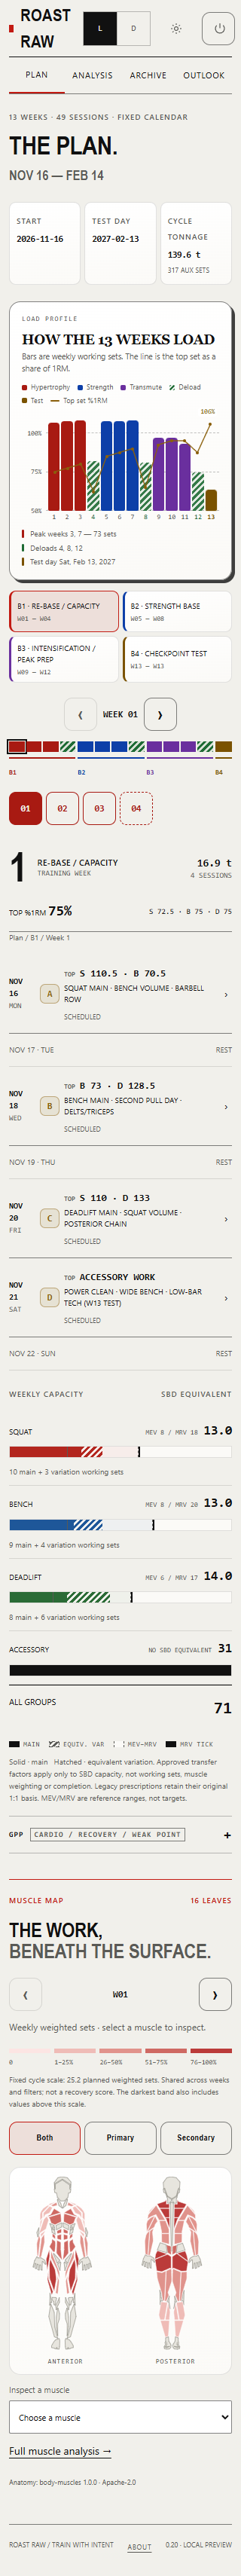 ROAST
RAW
L D
PLAN ANALYSIS ARCHIVE OUTLOOK
13 WEEKS · 49 SESSIONS · FIXED CALENDAR
THE PLAN.
NOV 16 — FEB 14
START
2026-11-16
TEST DAY
2027-02-13
CYCLE
TONNAGE
139.6 t
317 AUX SETS
LOAD PROFILE
HOW THE 13 WEEKS LOAD
Bars are weekly working sets. The line is the top set as a
share of 1RM.
Hypertrophy Strength Transmute Deload
Test Top set %1RM
106%
100%
75%
50%
1 2 3 4 5 6 7 8 9 10 11 12 13
Peak weeks 3, 7 — 73 sets
Deloads 4, 8, 12
Test day Sat, Feb 13, 2027
B1 · RE-BASE / CAPACITY
W01 — W04
B2 · STRENGTH BASE
W05 — W08
B3 · INTENSIFICATION /
PEAK PREP
W09 — W12
B4 · CHECKPOINT TEST
W13 — W13
‹ WEEK 01 ›
B1 B2 B3 B4
01 02 03 04
1
RE-BASE / CAPACITY
TRAINING WEEK
16.9 t
4 SESSIONS
TOP %1RM 75%
S 72.5 · B 75 · D 75
Plan / B1 / Week 1
NOV
16
MON
A
TOP S 110.5 · B 70.5
SQUAT MAIN · BENCH VOLUME · BARBELL
ROW
SCHEDULED
›
NOV 17 · TUE REST
NOV
18
WED
B
TOP B 73 · D 128.5
BENCH MAIN · SECOND PULL DAY ·
DELTS/TRICEPS
SCHEDULED
›
NOV 19 · THU REST
NOV
20
FRI
C
TOP S 110 · D 133
DEADLIFT MAIN · SQUAT VOLUME ·
POSTERIOR CHAIN
SCHEDULED
›
NOV
21
SAT
D
TOP ACCESSORY WORK
POWER CLEAN · WIDE BENCH · LOW-BAR
TECH (W13 TEST)
SCHEDULED
›
NOV 22 · SUN REST
WEEKLY CAPACITY SBD EQUIVALENT
SQUAT MEV 8 / MRV 18 13.0
10 main + 3 variation working sets
BENCH MEV 8 / MRV 20 13.0
9 main + 4 variation working sets
DEADLIFT MEV 6 / MRV 17 14.0
8 main + 6 variation working sets
ACCESSORY NO SBD EQUIVALENT 31
ALL GROUPS 71
MAIN EQUIV. VAR MEV–MRV MRV TICK
Solid · main Hatched · equivalent variation. Approved transfer
factors apply only to SBD capacity, not working sets, muscle
weighting or completion. Legacy prescriptions retain their original
1:1 basis. MEV/MRV are reference ranges, not targets.
GPP CARDIO / RECOVERY / WEAK POINT +
MUSCLE MAP 16 LEAVES
THE WORK,
BENEATH THE SURFACE.
‹ W01 ›
Weekly weighted sets · select a muscle to inspect.
0 1–25% 26–50% 51–75% 76–100%
Fixed cycle scale: 25.2 planned weighted sets. Shared across weeks
and filters; not a recovery score. The darkest band also includes
values above this scale.
Both Primary Secondary
ANTERIOR POSTERIOR
Inspect a muscle
Choose a muscle
Full muscle analysis →
Anatomy: body-muscles 1.0.0 · Apache-2.0
ROAST RAW / TRAIN WITH INTENT ABOUT 0.20 · LOCAL PREVIEW